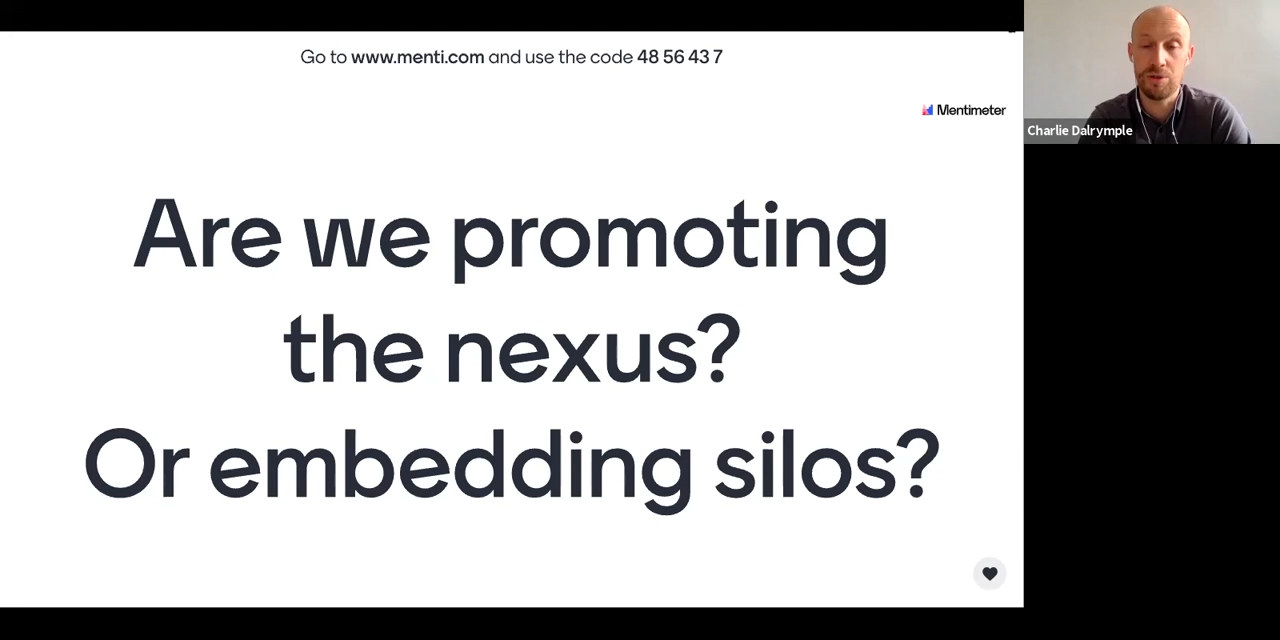 Go to www.menti.com and use the code 48 56 43 7
Mentimeter
Charlie Dalrymple
Are we promoting
the nexus?
Or embedding silos?